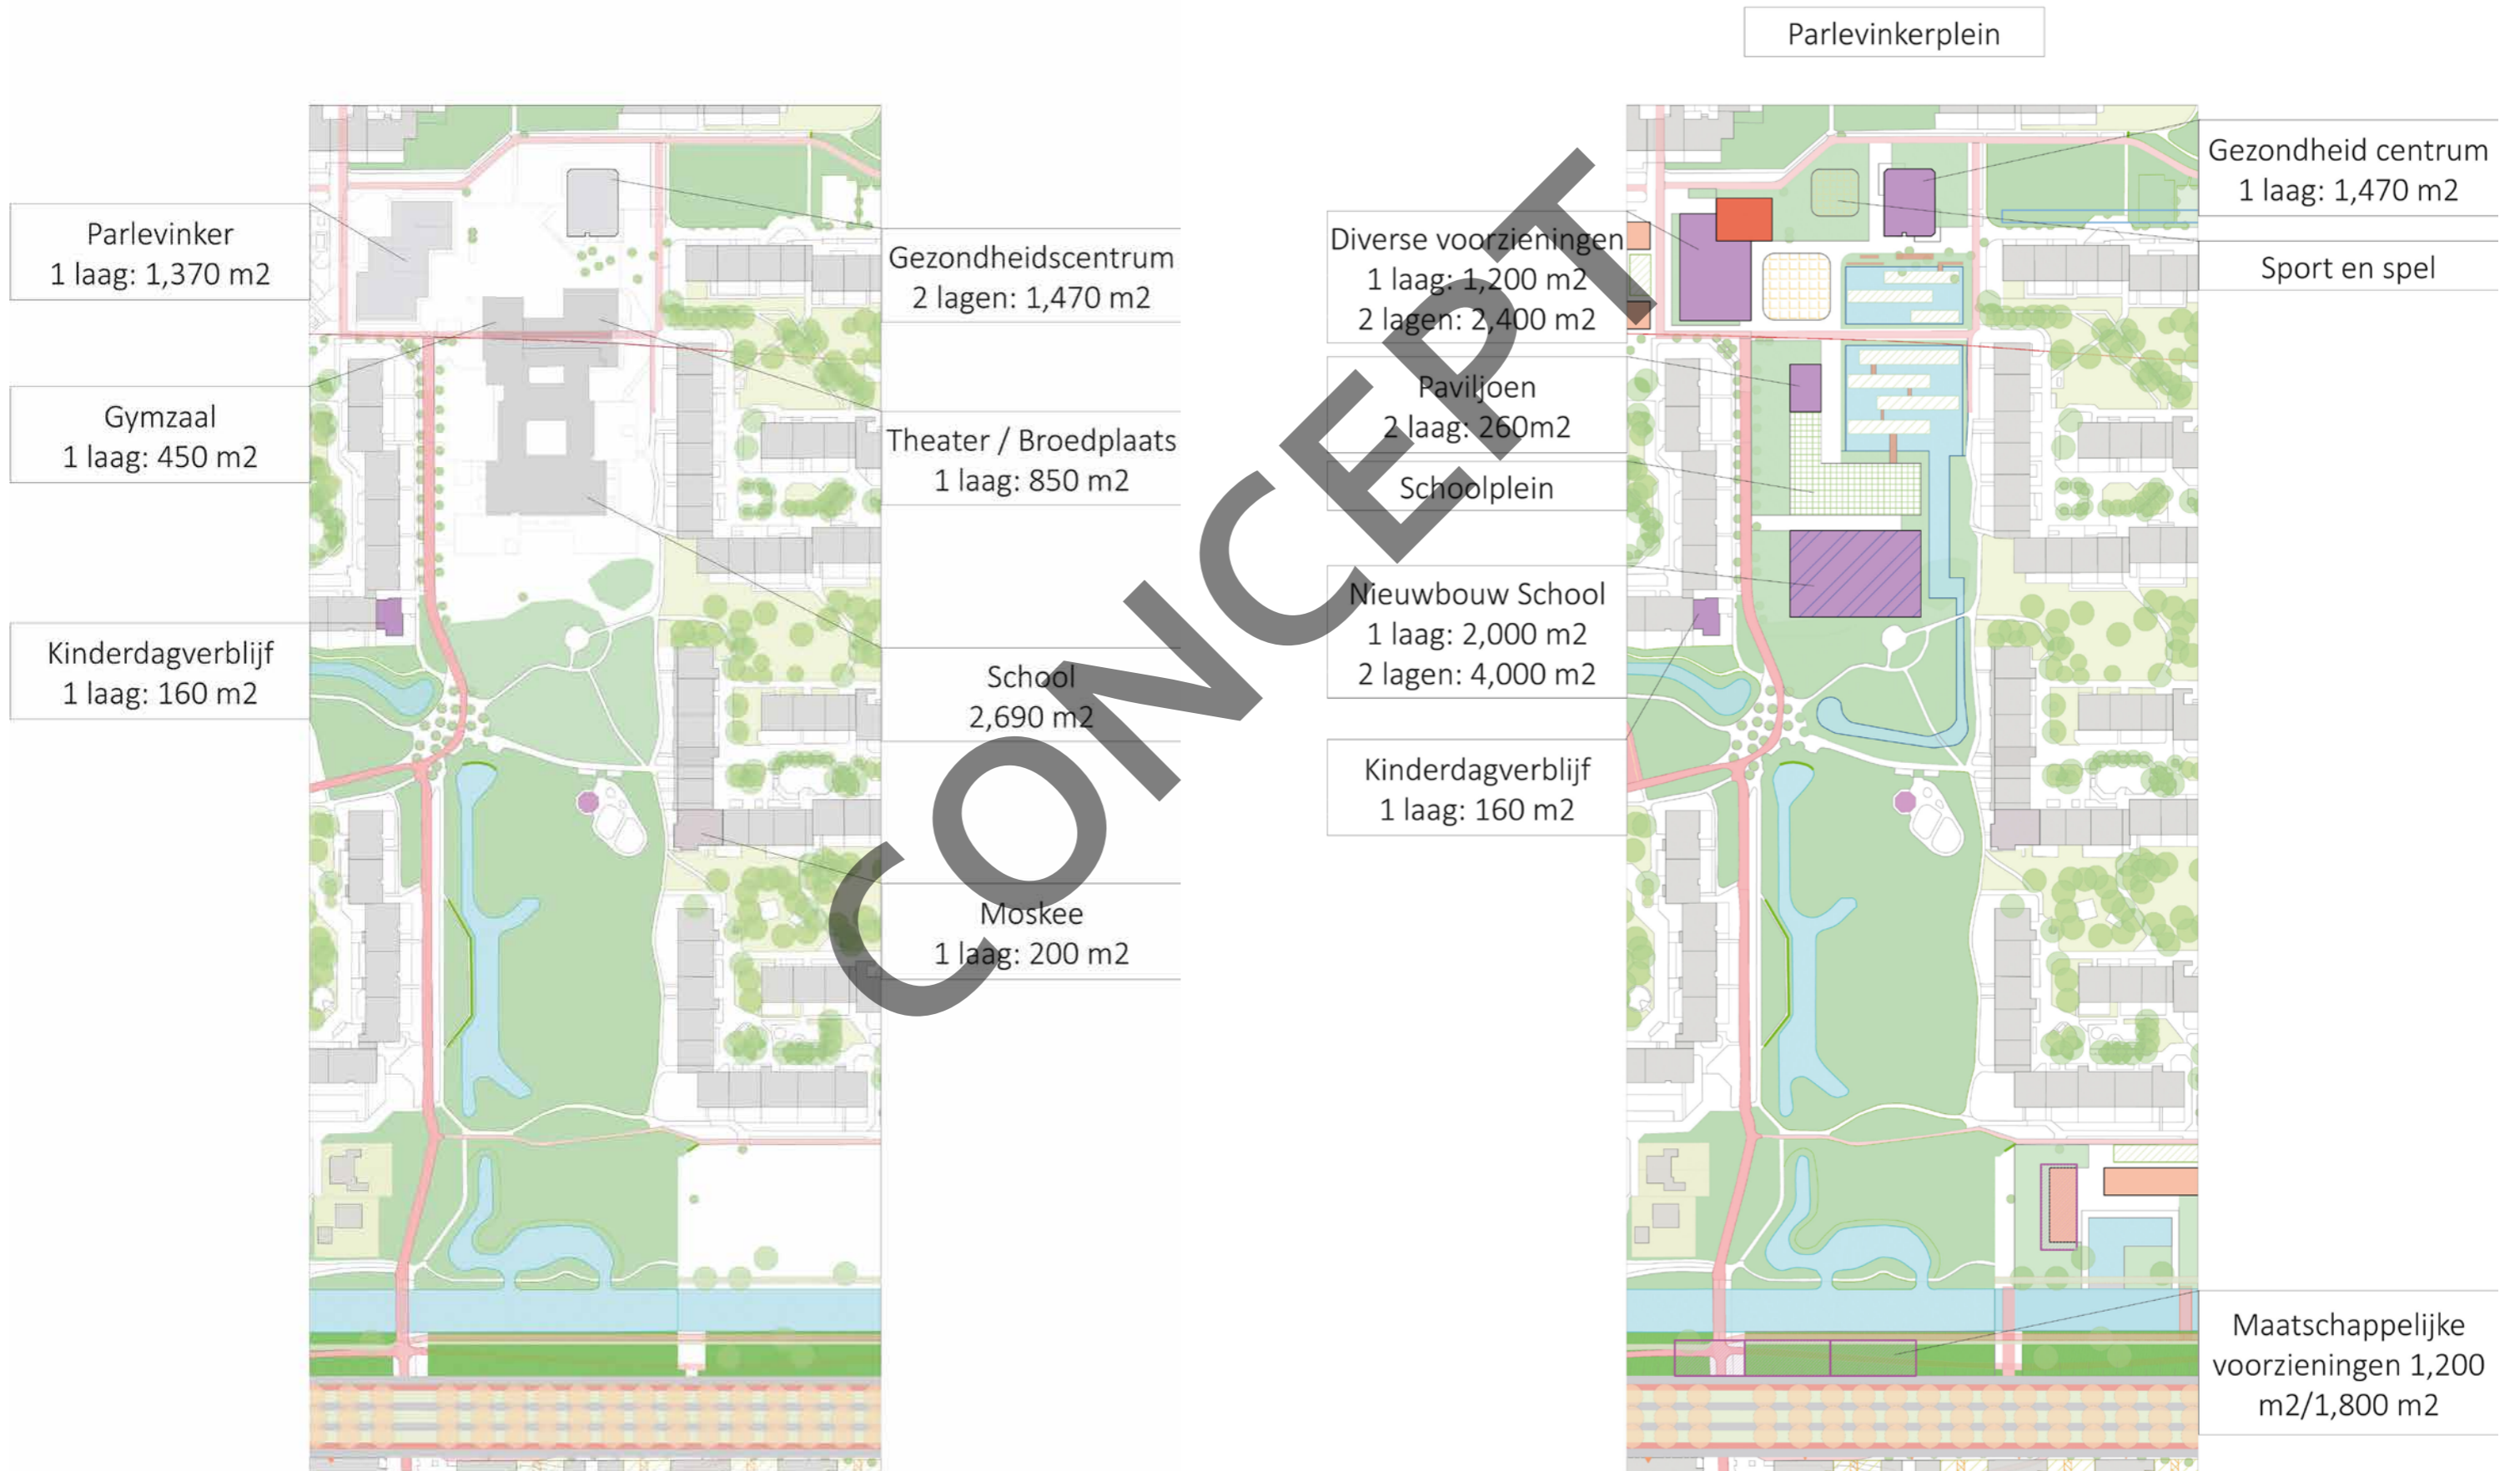 Parlevinkerplein
Parlevinker
1 laag: 1,370 m2
Gymzaal
1 laag: 450 m2
Kinderdagverblijf
1 laag: 160 m2
Gezondheidscentrum
2 lagen: 1,470 m2
Theater / Broedplaats
1 laag: 850 m2
School
2,690 m2
Moskee
1 laag: 200 m2
CONCEPT
Diverse voorzieningen
1 laag: 1,200 m2
2 lagen: 2,400 m2
Paviljoen
2 laag: 260m2
Schoolplein
Nieuwbouw School
1 laag: 2,000 m2
2 lagen: 4,000 m2
Kinderdagverblijf
1 laag: 160 m2
Gezondheid centrum
1 laag: 1,470 m2
Sport en spel
Maatschappelijke
voorzieningen 1,200
m2/1,800 m2